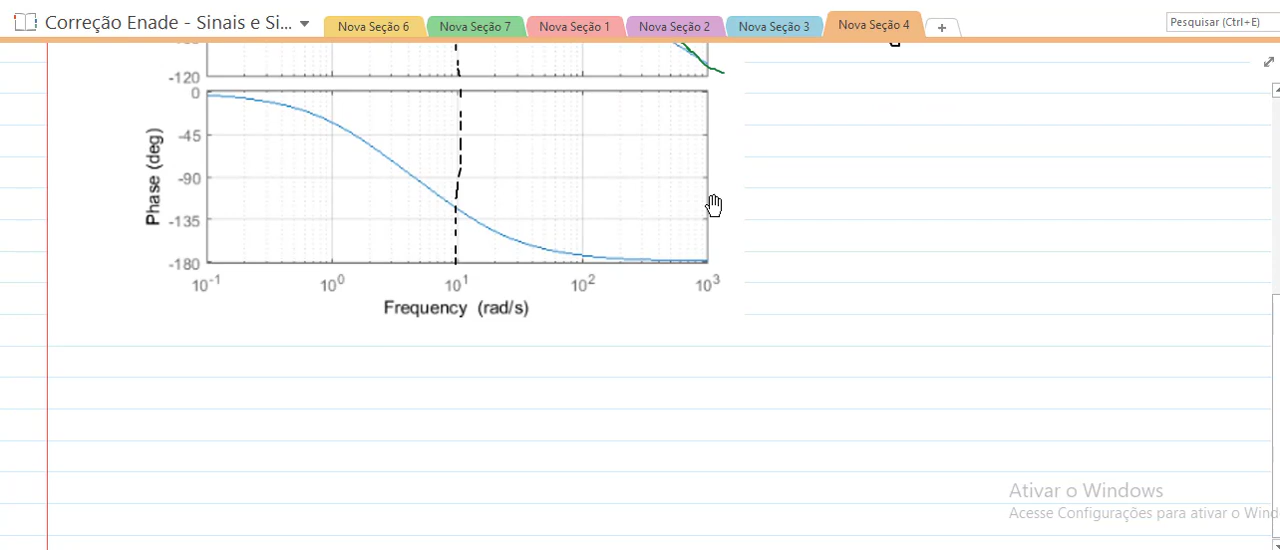 Correção Enade - Sinais e Si... Nova Seção 6 Nova Seção 7 Nova Seção 1 Nova Seção 2 Nova Seção 3 Nova Seção 4 + Pesquisar (Ctrl+E)
-120
0
-45
-90
-135
-180
Phase (deg)
10-1 100 101 102 103
Frequency (rad/s)
Ativar o Windows
Acesse Configurações para ativar o Wind